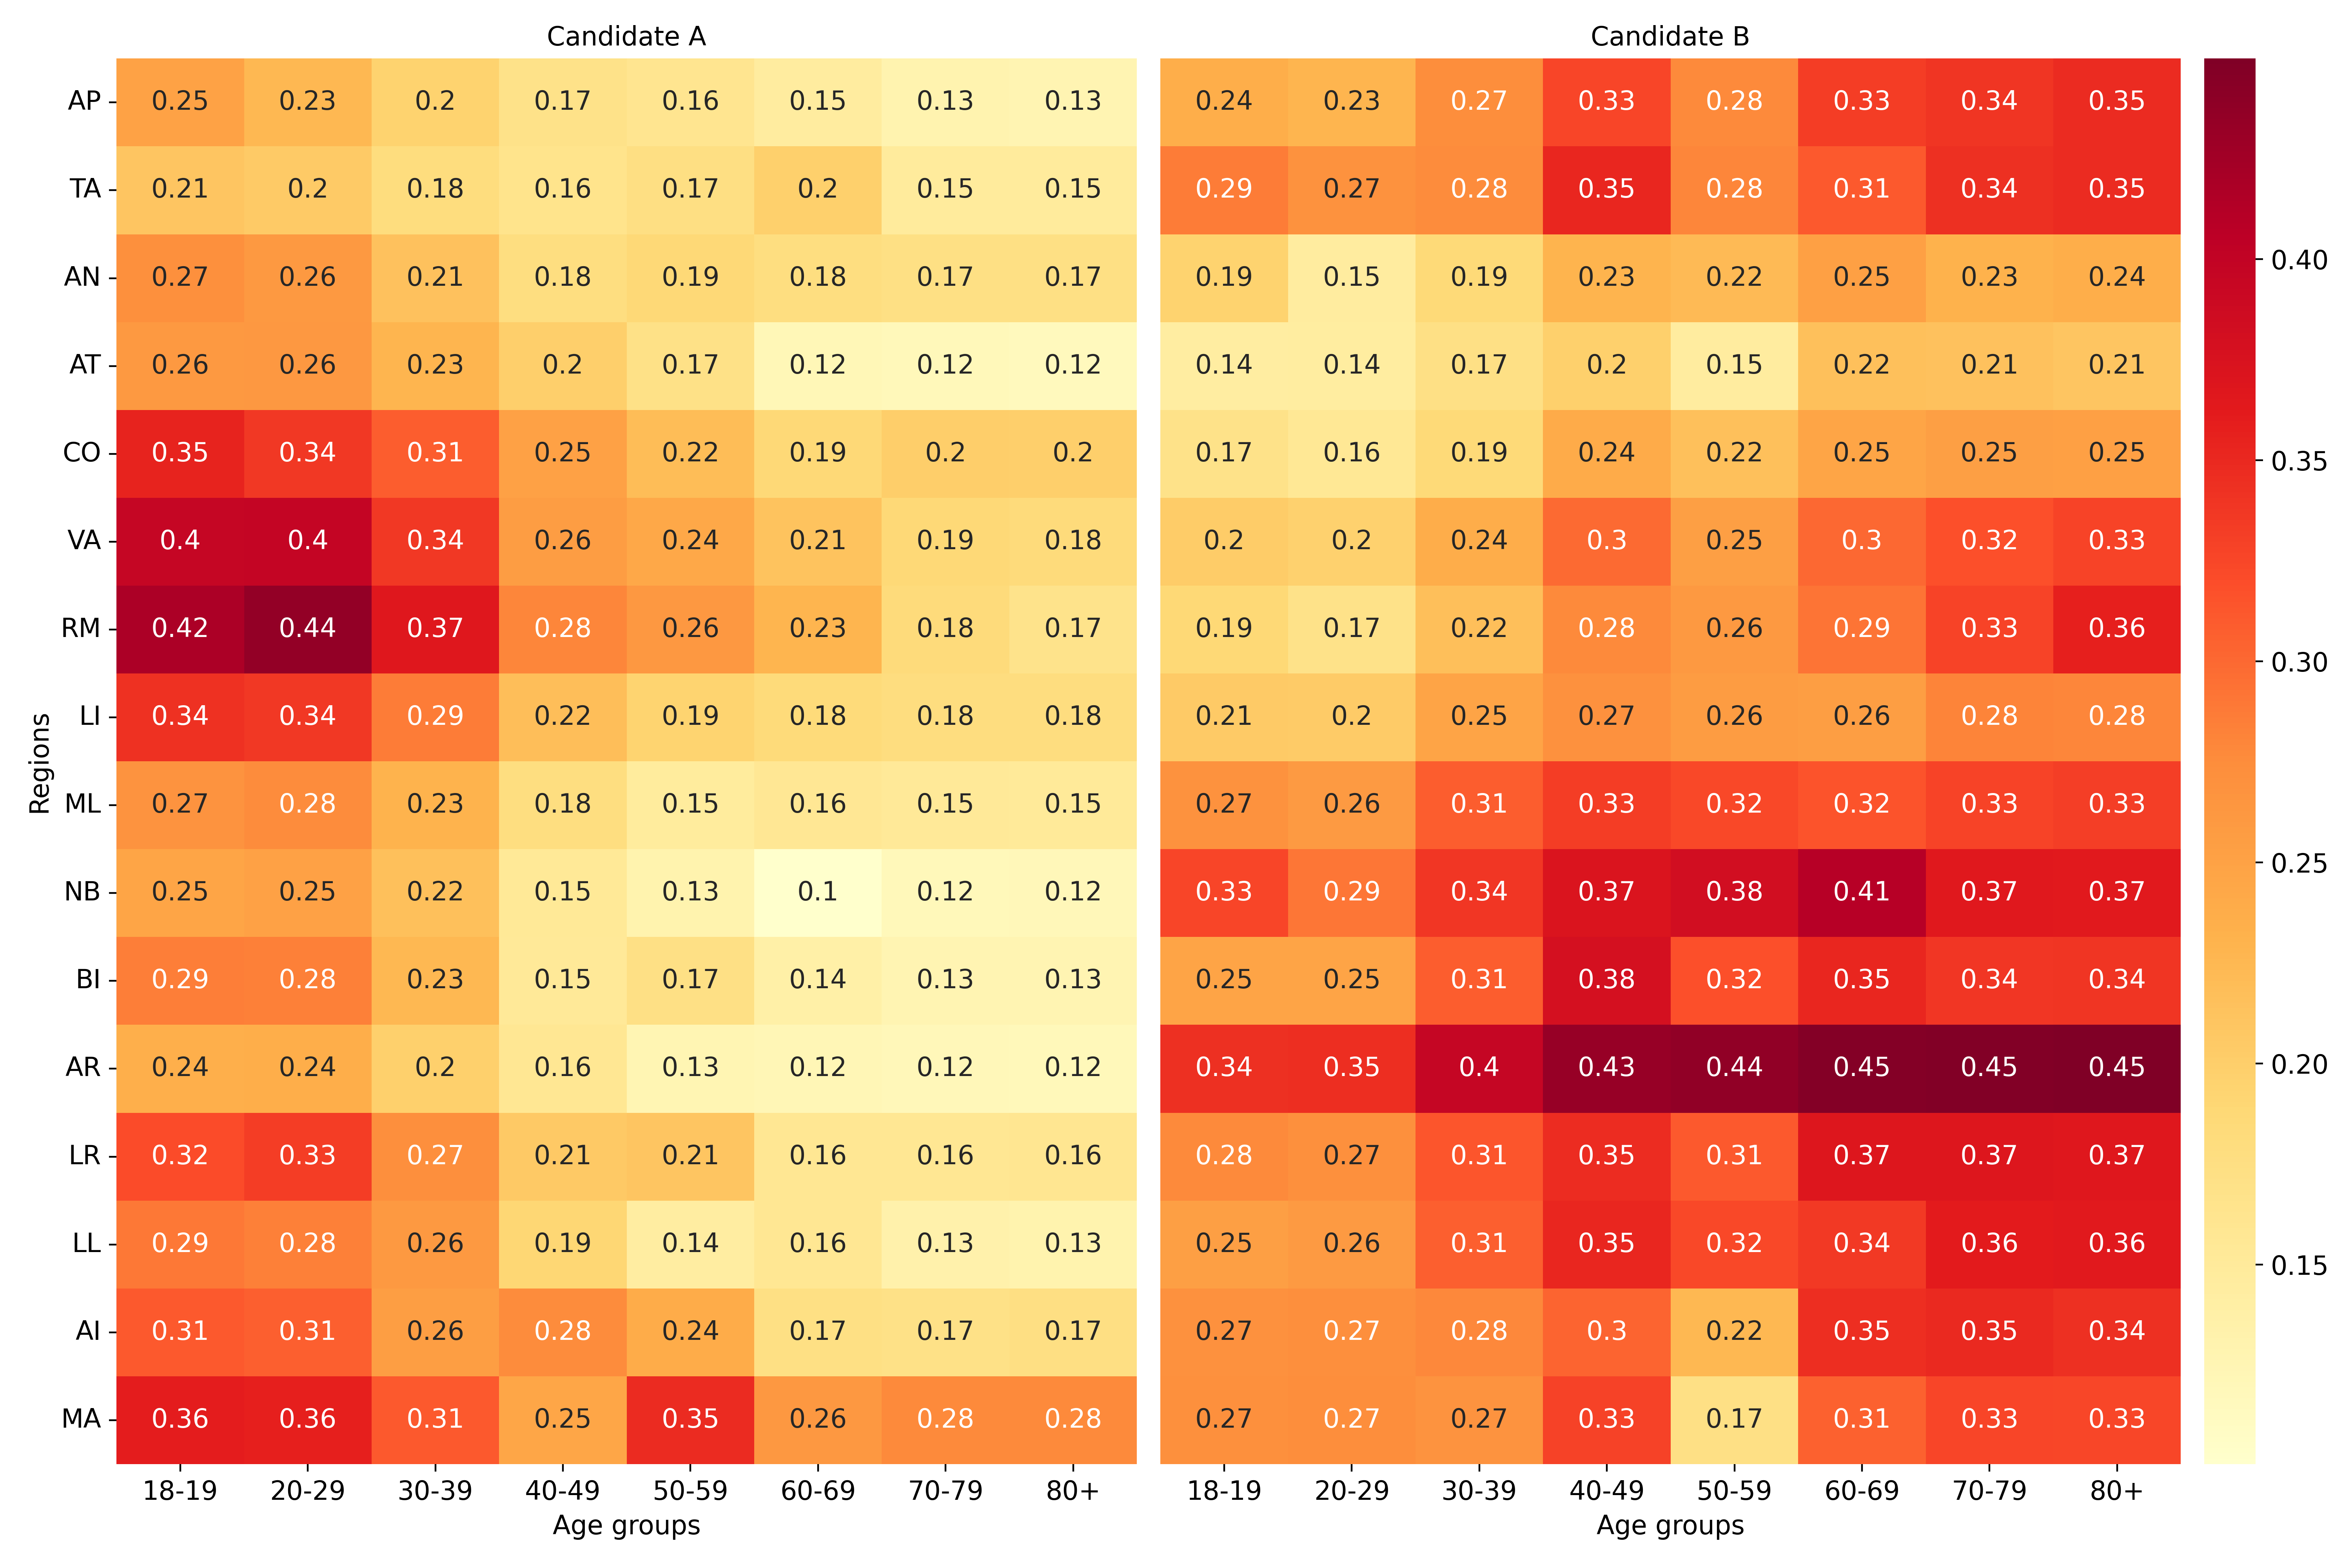 Candidate A Candidate B
AP 0.25 0.23 0.2 0.17 0.16 0.15 0.13 0.13 0.24 0.23 0.27 0.33 0.28 0.33 0.34 0.35
TA 0.21 0.2 0.18 0.16 0.17 0.2 0.15 0.15 0.29 0.27 0.28 0.35 0.28 0.31 0.34 0.35
AN 0.27 0.26 0.21 0.18 0.19 0.18 0.17 0.17 0.19 0.15 0.19 0.23 0.22 0.25 0.23 0.24
0.40
AT 0.26 0.26 0.23 0.2 0.17 0.12 0.12 0.12 0.14 0.14 0.17 0.2 0.15 0.22 0.21 0.21
CO 0.35 0.34 0.31 0.25 0.22 0.19 0.2 0.2 0.17 0.16 0.19 0.24 0.22 0.25 0.25 0.25
0.35
VA 0.4 0.4 0.34 0.26 0.24 0.21 0.19 0.18 0.2 0.2 0.24 0.3 0.25 0.3 0.32 0.33
RM 0.42 0.44 0.37 0.28 0.26 0.23 0.18 0.17 0.19 0.17 0.22 0.28 0.26 0.29 0.33 0.36
0.30
LI 0.34 0.34 0.29 0.22 0.19 0.18 0.18 0.18 0.21 0.2 0.25 0.27 0.26 0.26 0.28 0.28
Regions
ML 0.27 0.28 0.23 0.18 0.15 0.16 0.15 0.15 0.27 0.26 0.31 0.33 0.32 0.32 0.33 0.33
0.25
NB 0.25 0.25 0.22 0.15 0.13 0.1 0.12 0.12 0.33 0.29 0.34 0.37 0.38 0.41 0.37 0.37
BI 0.29 0.28 0.23 0.15 0.17 0.14 0.13 0.13 0.25 0.25 0.31 0.38 0.32 0.35 0.34 0.34
AR 0.24 0.24 0.2 0.16 0.13 0.12 0.12 0.12 0.34 0.35 0.4 0.43 0.44 0.45 0.45 0.45
0.20
LR 0.32 0.33 0.27 0.21 0.21 0.16 0.16 0.16 0.28 0.27 0.31 0.35 0.31 0.37 0.37 0.37
LL 0.29 0.28 0.26 0.19 0.14 0.16 0.13 0.13 0.25 0.26 0.31 0.35 0.32 0.34 0.36 0.36
0.15
AI 0.31 0.31 0.26 0.28 0.24 0.17 0.17 0.17 0.27 0.27 0.28 0.3 0.22 0.35 0.35 0.34
MA 0.36 0.36 0.31 0.25 0.35 0.26 0.28 0.28 0.27 0.27 0.27 0.33 0.17 0.31 0.33 0.33
18-19 20-29 30-39 40-49 50-59 60-69 70-79 80+ 18-19 20-29 30-39 40-49 50-59 60-69 70-79 80+
Age groups Age groups